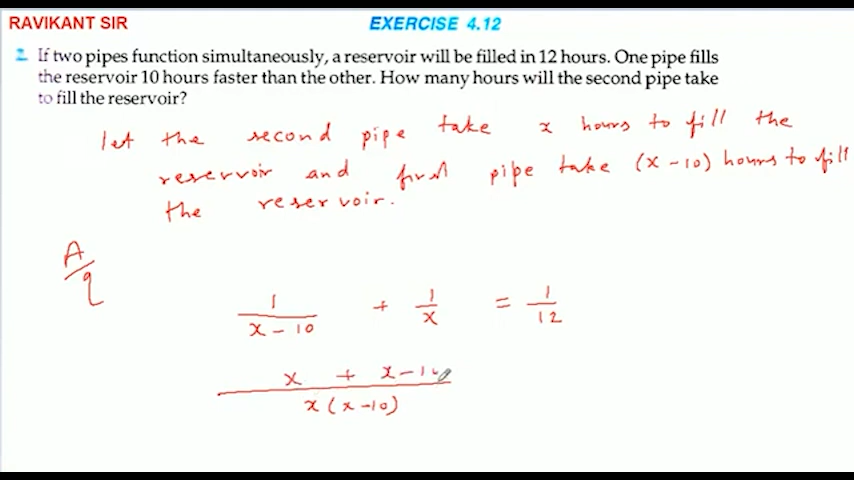 RAVIKANT SIR
EXERCISE 4.12
2. If two pipes function simultaneously, a reservoir will be filled in 12 hours. One pipe fills
the reservoir 10 hours faster than the other. How many hours will the second pipe take
to fill the reservoir?
let the second pipe take x hours to fill the
reservoir and first pipe take (x-10) hours to fill
the reservoir.
A/q
1/(x-10) + 1/x = 1/12
x + x-10
x(x-10)